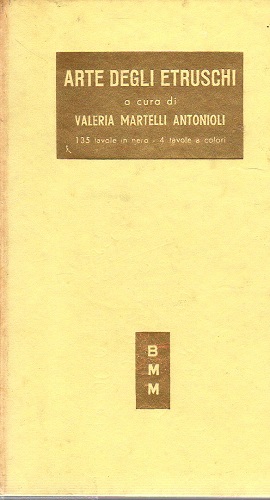 ARTE DEGLI ETRUSCHI
a cura di
VALERIA MARTELLI ANTONIOLI
135 tavole in nero - 4 tavole a colori
B
M
M